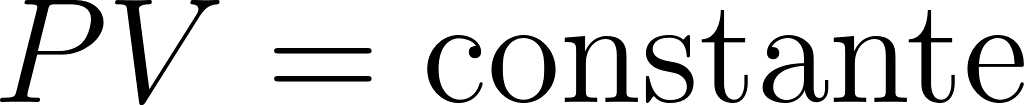 PV = constante